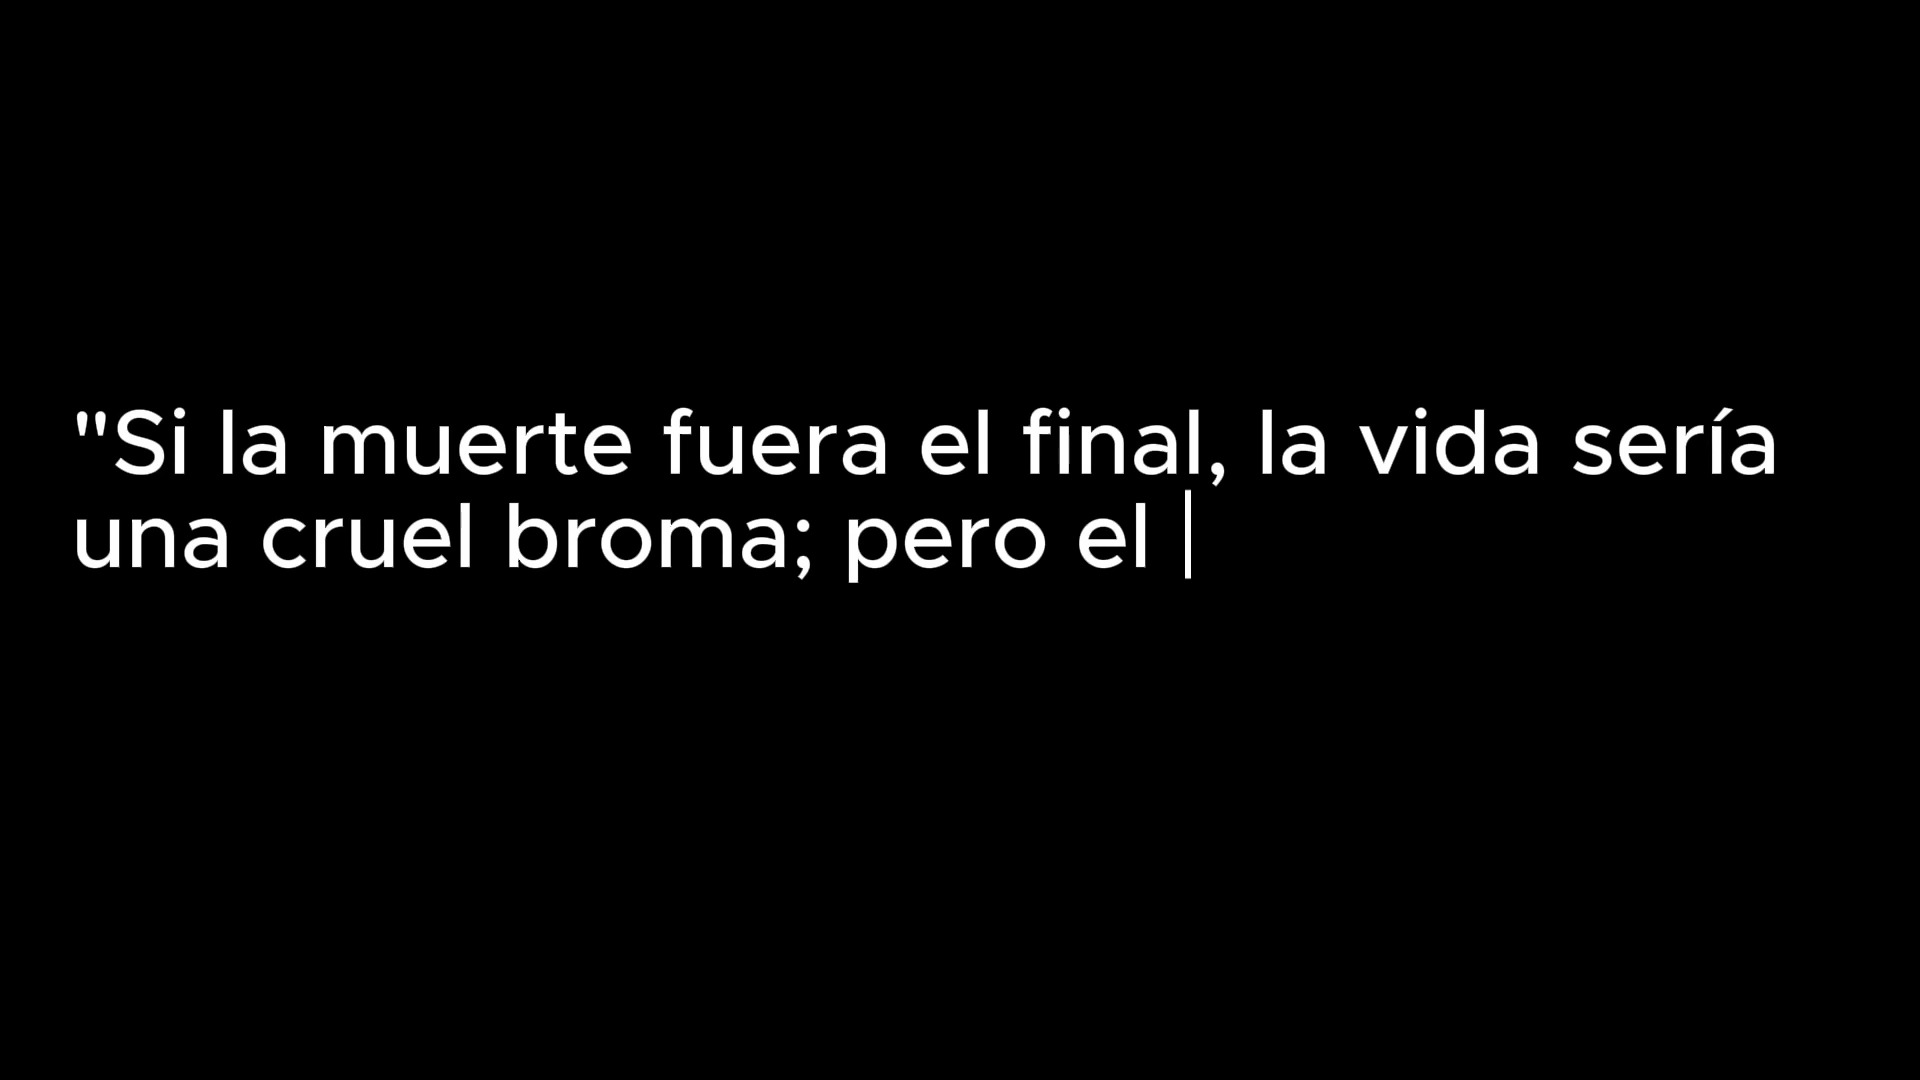 "Si la muerte fuera el final, la vida sería
una cruel broma; pero el